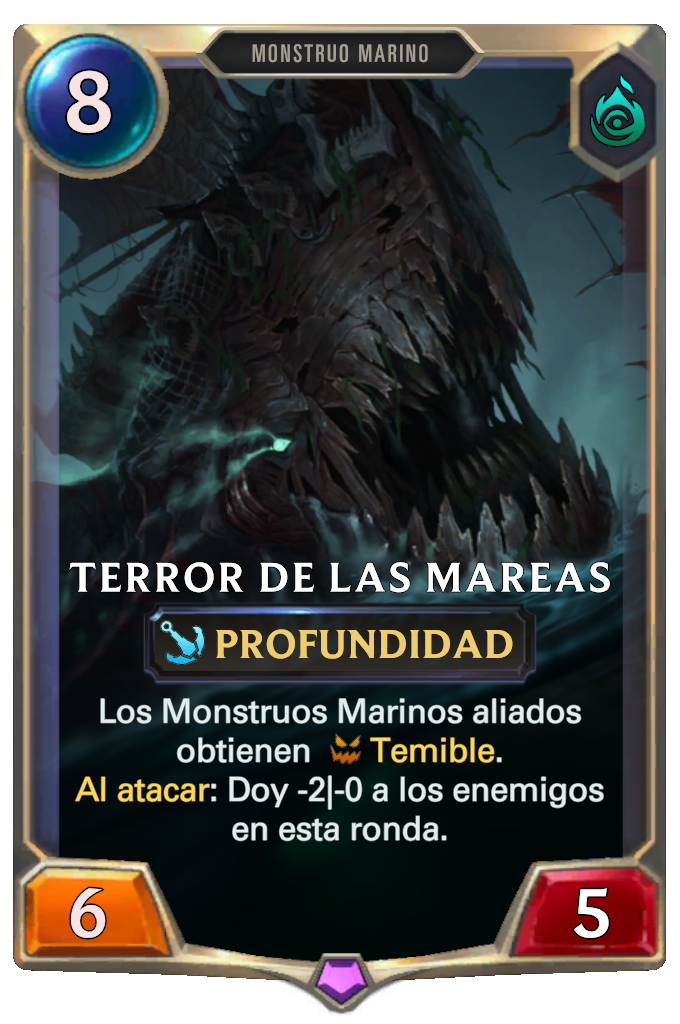 MONSTRUO MARINO
8
TERROR DE LAS MAREAS
PROFUNDIDAD
Los Monstruos Marinos aliados
obtienen Temible.
Al atacar: Doy -2|-0 a los enemigos
en esta ronda.
6
5